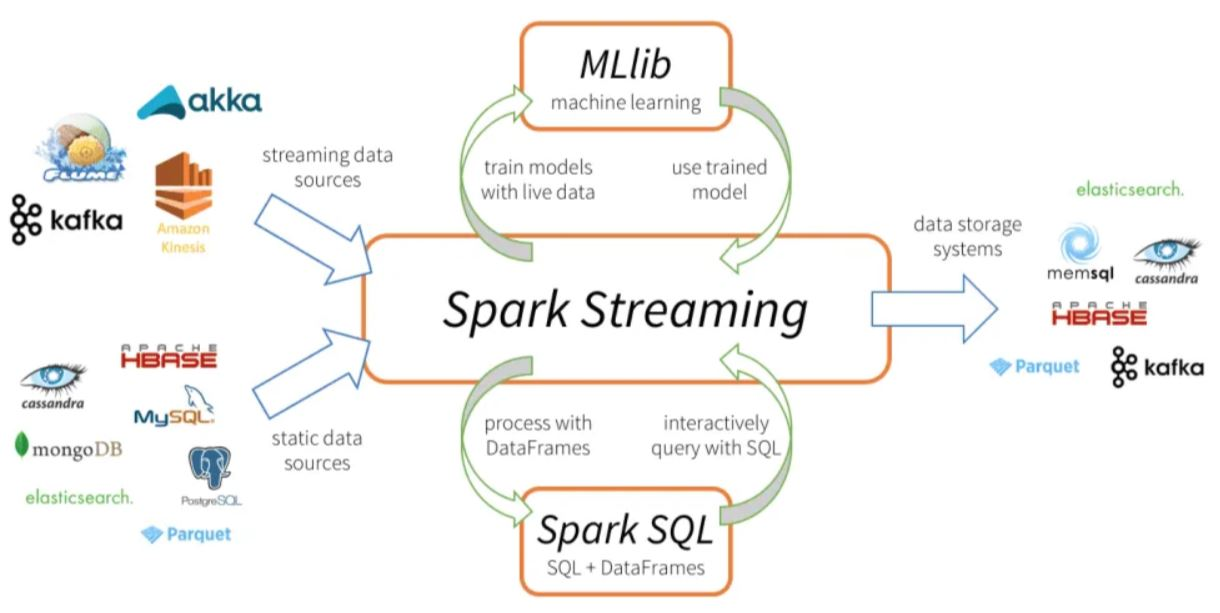 MLlib
machine learning
akka
flume
kafka
Amazon
Kinesis
streaming data
sources
train models
with live data
use trained
model
Spark Streaming
data storage
systems
elasticsearch.
memsql
cassandra
APACHE
HBASE
Parquet
kafka
APACHE
HBASE
cassandra
MySQL
mongoDB
PostgreSQL
elasticsearch.
Parquet
static data
sources
process with
DataFrames
interactively
query with SQL
Spark SQL
SQL + DataFrames